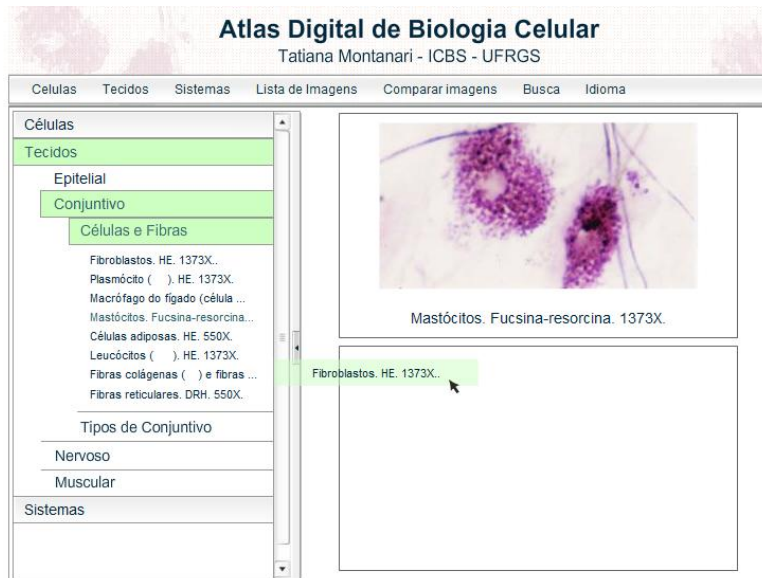 Atlas Digital de Biologia Celular
Tatiana Montanari - ICBS - UFRGS
Celulas Tecidos Sistemas Lista de Imagens Comparar imagens Busca Idioma
Células
Tecidos
Epitelial
Conjuntivo
Células e Fibras
Fibroblastos. HE. 1373X..
Plasmócito ( ). HE. 1373X.
Macrófago do fígado (célula ...
Mastócitos. Fucsina-resorcina...
Células adiposas. HE. 550X.
Leucócitos ( ). HE. 1373X.
Fibras colágenas ( ) e fibras ...
Fibras reticulares. DRH. 550X.
Tipos de Conjuntivo
Nervoso
Muscular
Sistemas
Mastócitos. Fucsina-resorcina. 1373X.
Fibroblastos. HE. 1373X..